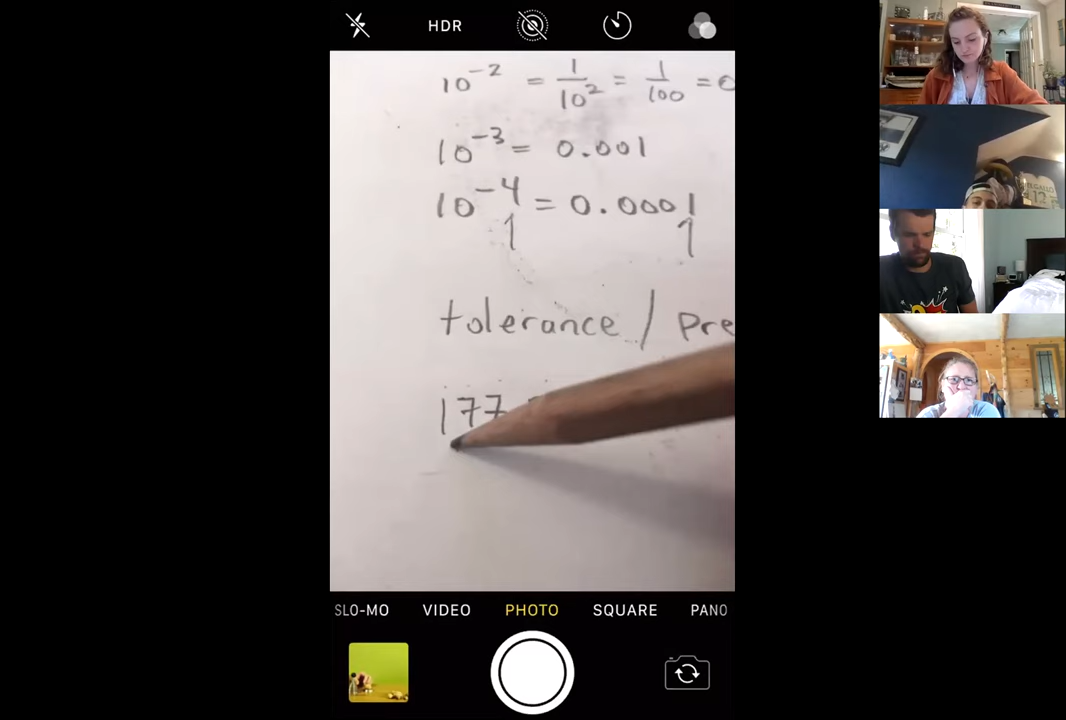 HDR
10⁻² = 1/10² = 1/100 = 0
10⁻³ = 0.001
10⁻⁴ = 0.0001
tolerance / Pre
177
SLO-MO VIDEO PHOTO SQUARE PANO